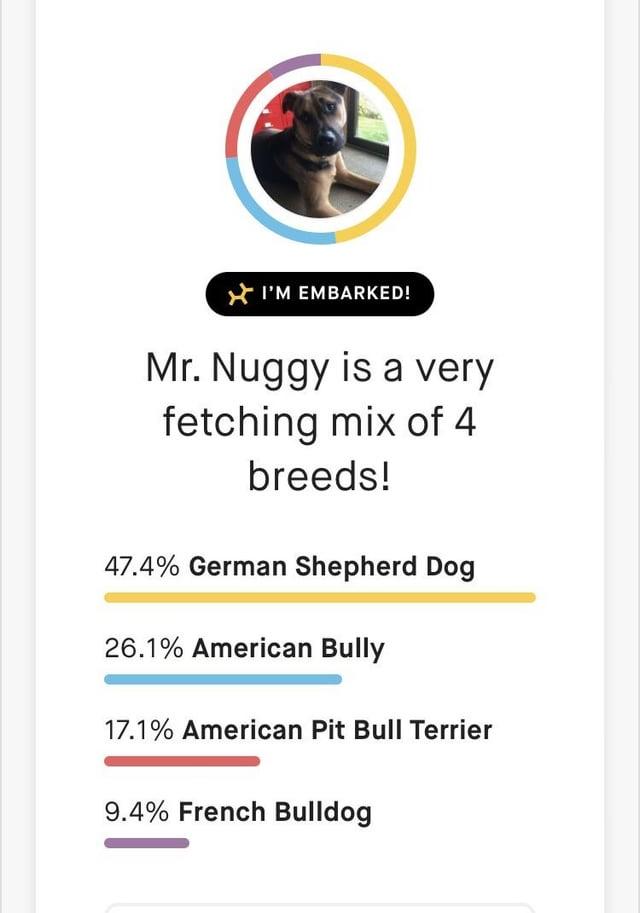 I'M EMBARKED!
Mr. Nuggy is a very
fetching mix of 4
breeds!
47.4% German Shepherd Dog
26.1% American Bully
17.1% American Pit Bull Terrier
9.4% French Bulldog